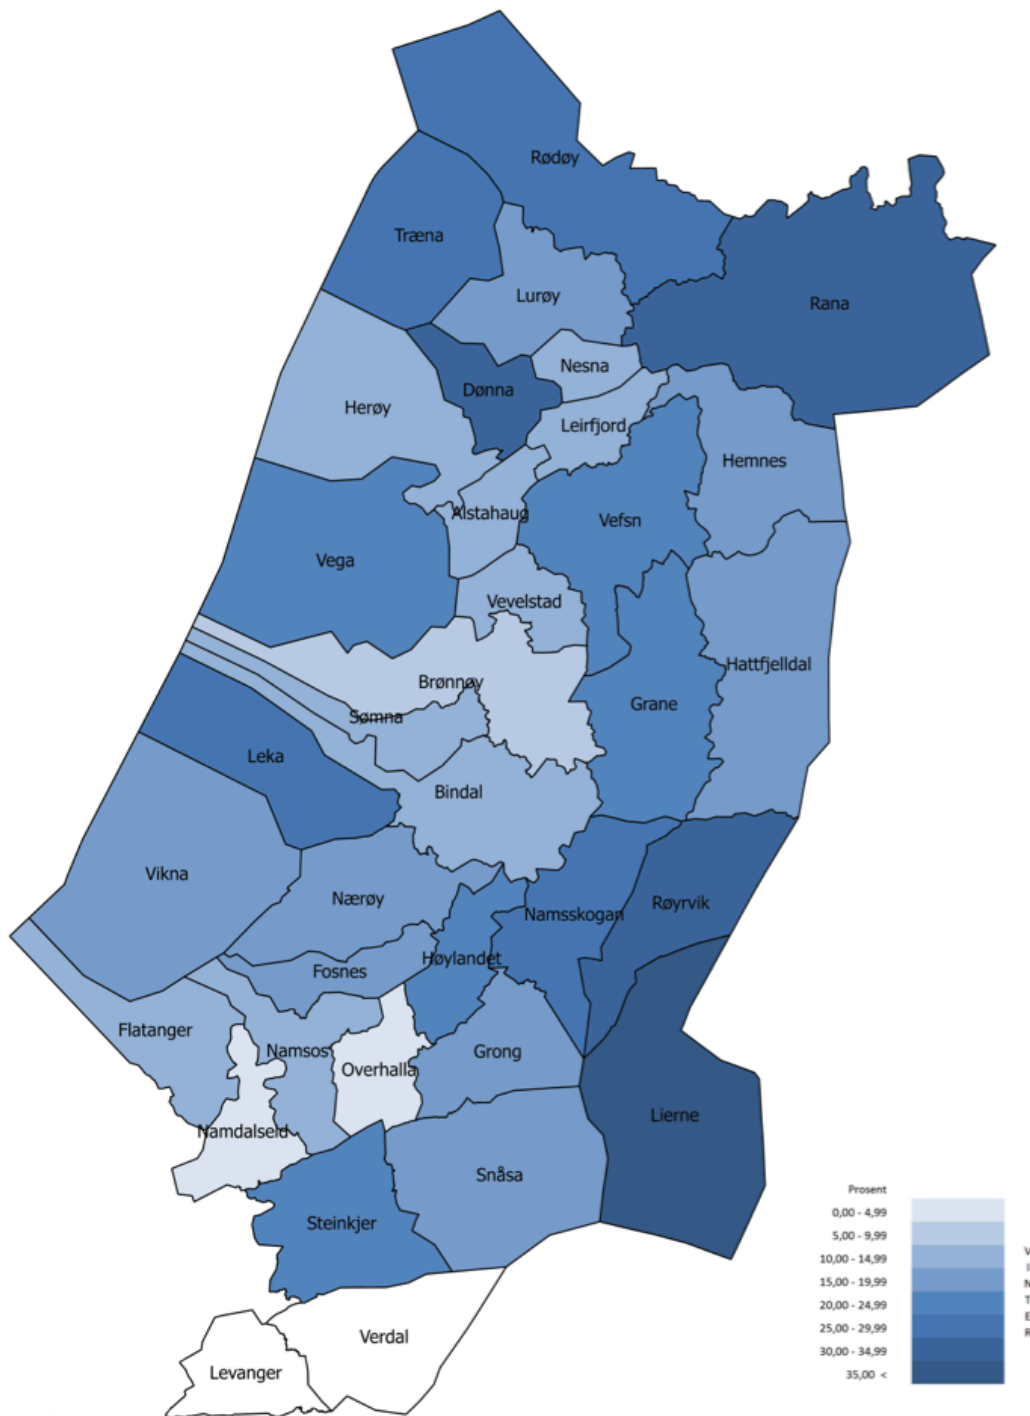 Rødøy
Træna
Lurøy
Rana
Nesna
Dønna
Herøy
Leirfjord
Hemnes
Alstahaug
Vefsn
Vega
Vevelstad
Hattfjelldal
Brønnøy
Grane
Sømna
Leka
Bindal
Vikna
Nærøy
Røyrvik
Namsskogan
Høylandet
Fosnes
Flatanger
Namsos
Grong
Overhalla
Lierne
Namdalseid
Snåsa
Steinkjer
Verdal
Levanger
Prosent
0,00 - 4,99
5,00 - 9,99
10,00 - 14,99
15,00 - 19,99
20,00 - 24,99
25,00 - 29,99
30,00 - 34,99
35,00 <
V
I
N
T
E
R